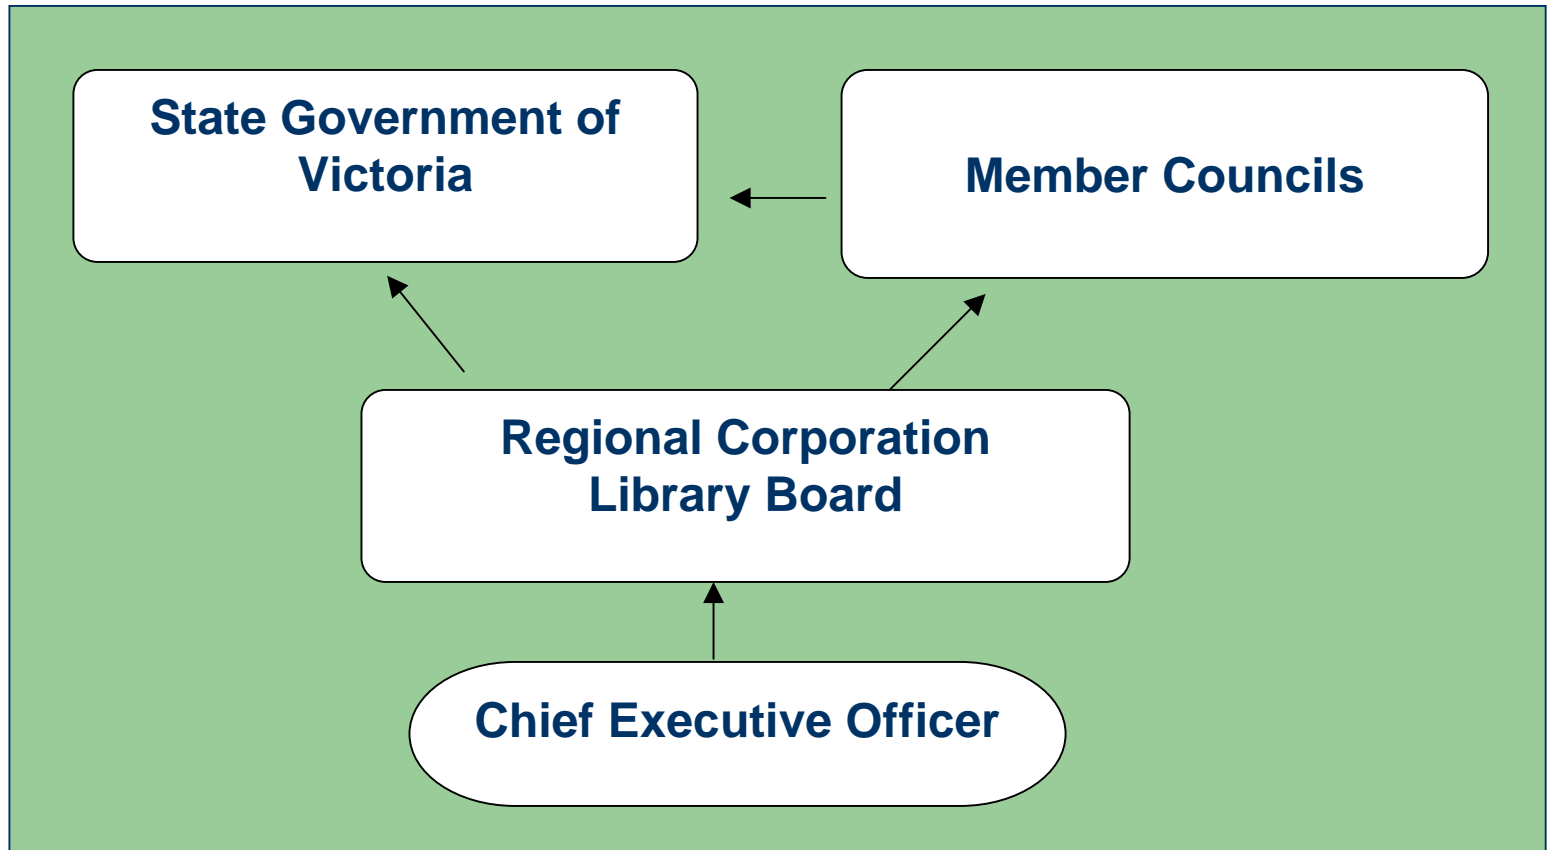 State Government of
Victoria
Member Councils
Regional Corporation
Library Board
Chief Executive Officer